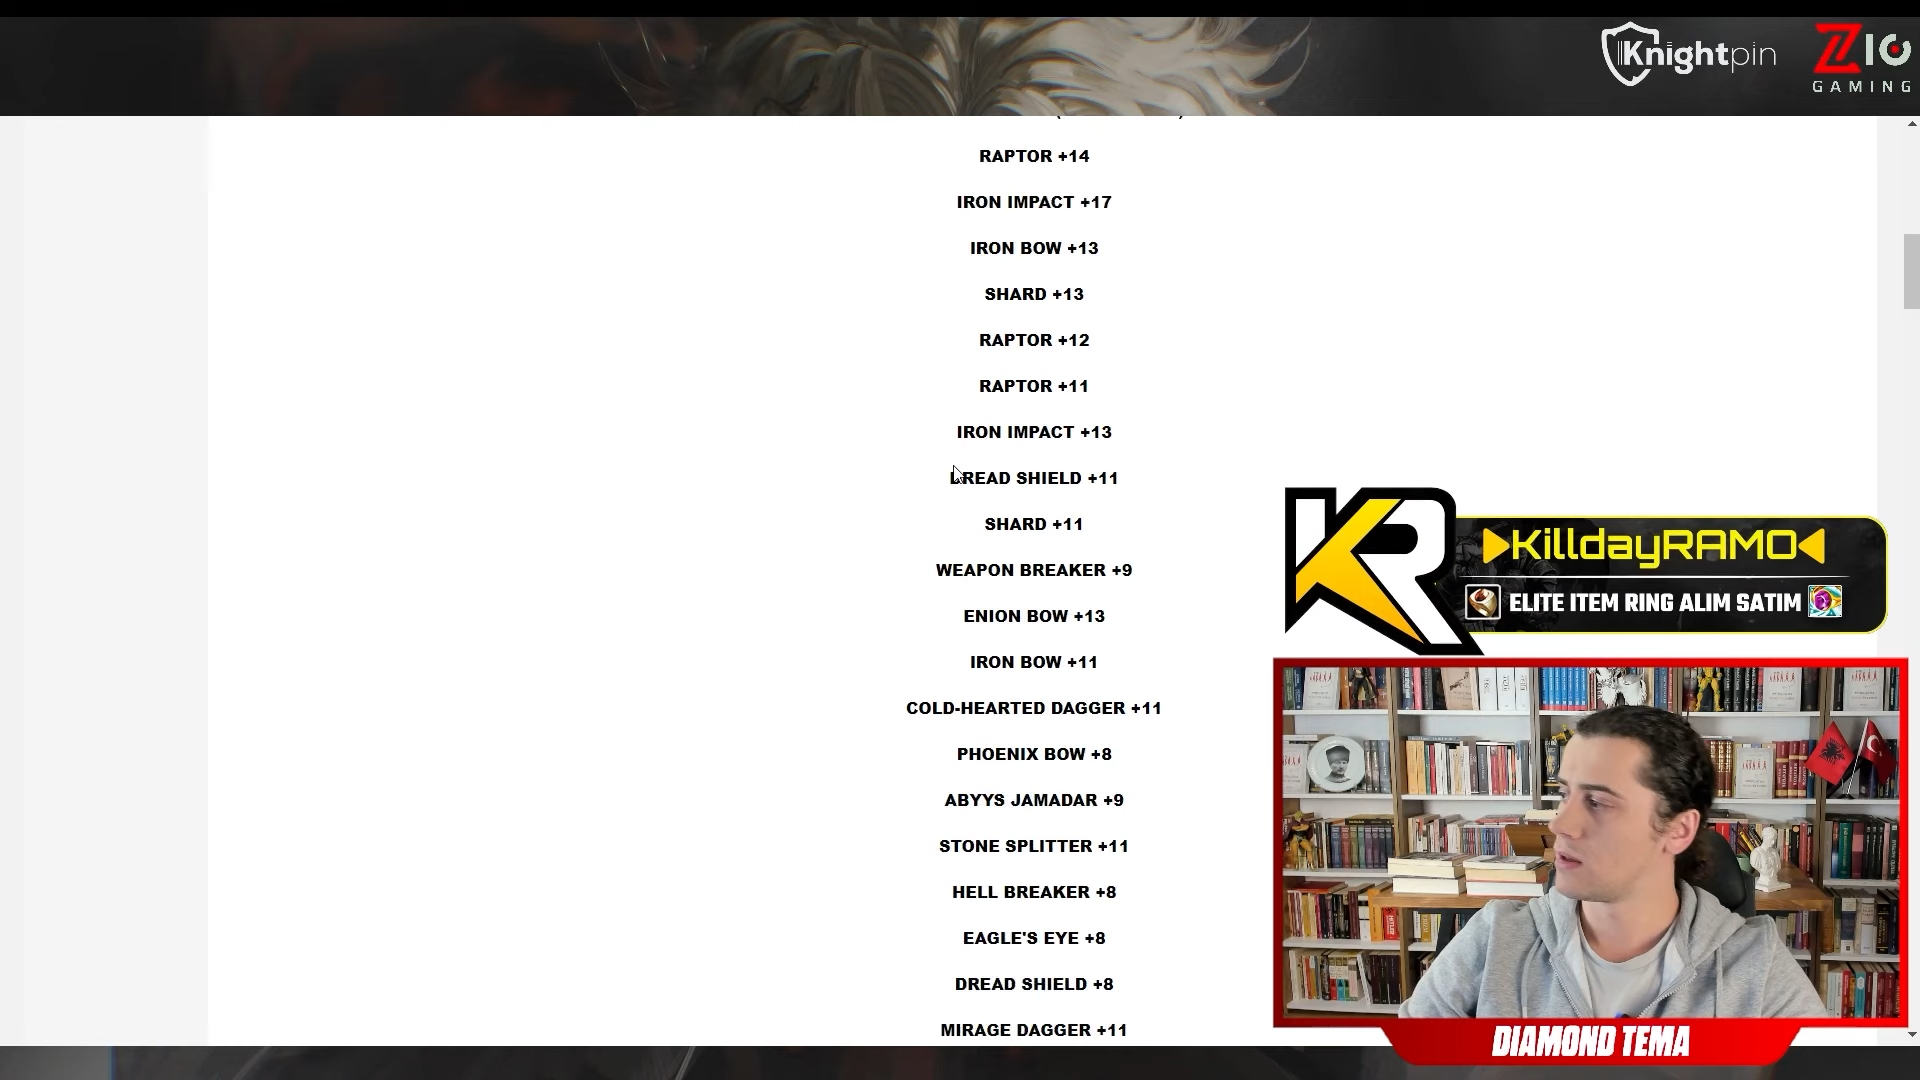 Knightpin
Z10
GAMING
RAPTOR +14
IRON IMPACT +17
IRON BOW +13
SHARD +13
RAPTOR +12
RAPTOR +11
IRON IMPACT +13
DREAD SHIELD +11
SHARD +11
WEAPON BREAKER +9
ENION BOW +13
IRON BOW +11
COLD-HEARTED DAGGER +11
PHOENIX BOW +8
ABYYS JAMADAR +9
STONE SPLITTER +11
HELL BREAKER +8
EAGLE'S EYE +8
DREAD SHIELD +8
MIRAGE DAGGER +11
KR
KilldayRAMO
ELITE ITEM RING ALIM SATIM
DIAMOND TEMA